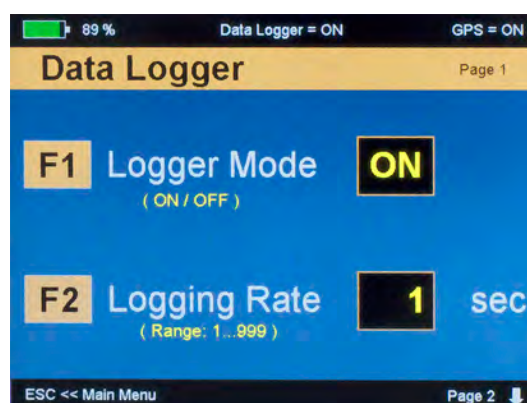 89 % Data Logger = ON GPS = ON
Data Logger Page 1
F1 Logger Mode ON
( ON / OFF )
F2 Logging Rate 1 sec
( Range: 1...999 )
ESC << Main Menu Page 2